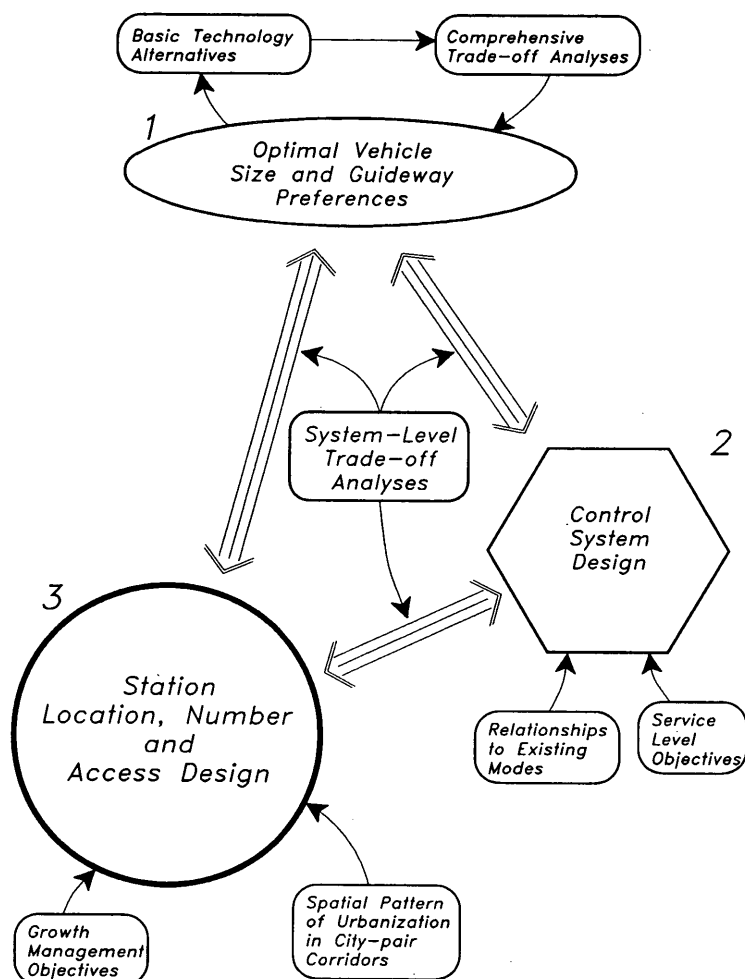 Basic Technology
Alternatives
Comprehensive
Trade-off Analyses
1
Optimal Vehicle
Size and Guideway
Preferences
System-Level
Trade-off
Analyses
2
Control
System
Design
3
Station
Location, Number
and
Access Design
Relationships
to Existing
Modes
Service
Level
Objectives
Growth
Management
Objectives
Spatial Pattern
of Urbanization
in City-pair
Corridors